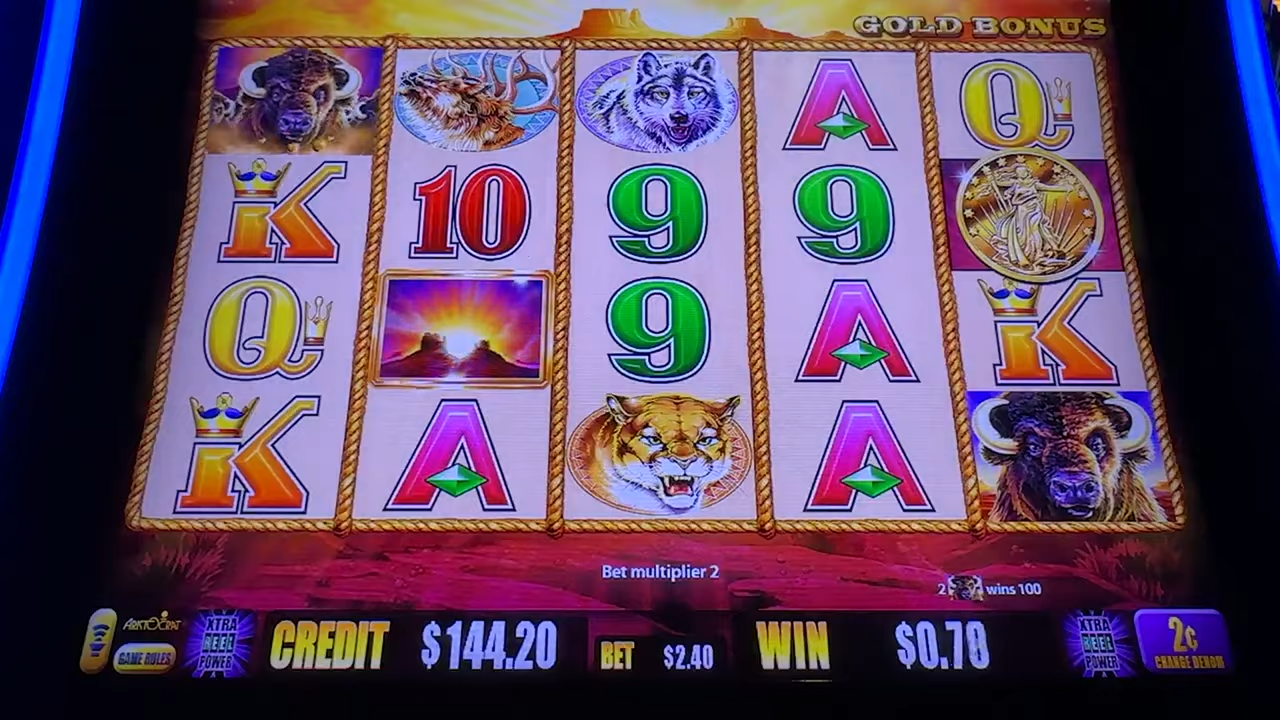 GOLD BONUS
A Q
K 10 9 9
Q 9 A K
K A A
Bet multiplier 2
2 wins 100
ARISTOCRAT
GAME RULES
XTRA REEL POWER
CREDIT $144.20 BET $2.40 WIN $0.70
XTRA REEL POWER
2¢
CHANGE DENOM